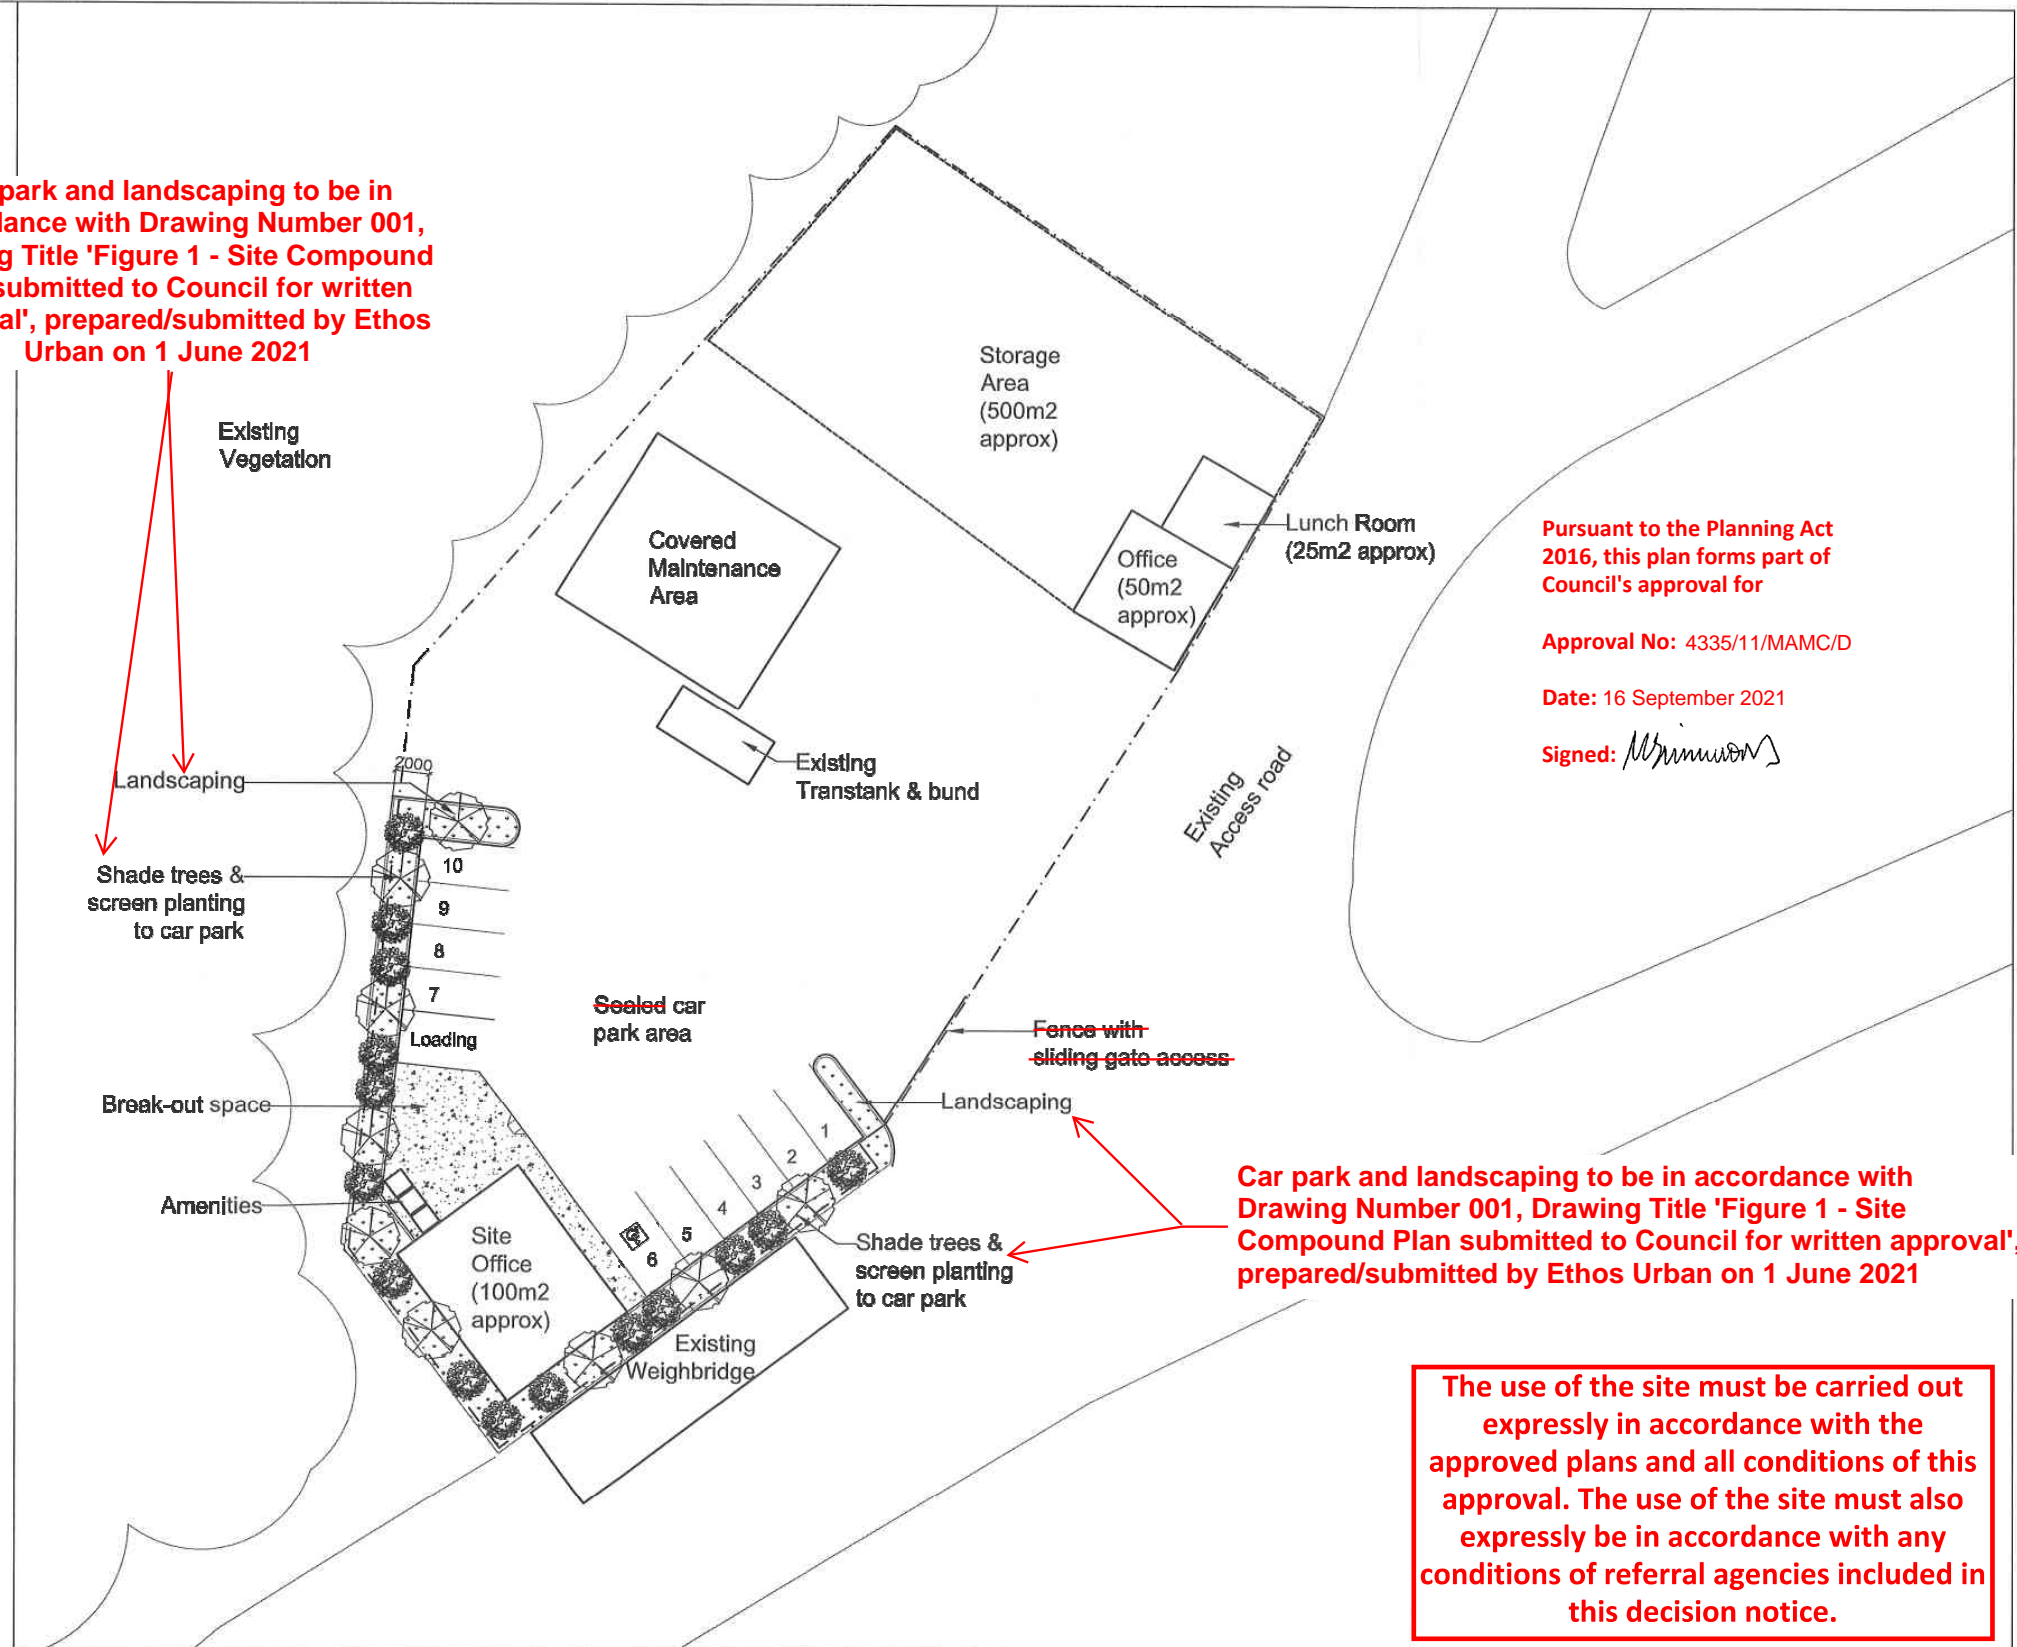 park and landscaping to be in
lance with Drawing Number 001,
g Title 'Figure 1 - Site Compound
submitted to Council for written
al', prepared/submitted by Ethos
Urban on 1 June 2021
Existing
Vegetation
Storage
Area
(500m2
approx)
Covered
Maintenance
Area
Lunch Room
(25m2 approx)
Office
(50m2
approx)
Pursuant to the Planning Act
2016, this plan forms part of
Council's approval for
Approval No: 4335/11/MAMC/D
Date: 16 September 2021
Signed:
Existing
Transtank & bund
Existing
Access road
2000
Landscaping
Shade trees &
screen planting
to car park
10
9
8
7
Loading
Sealed car
park area
Fence with
sliding gate access
Break-out space
Landscaping
Amenities
1
2
3
4
5
6
Site
Office
(100m2
approx)
Shade trees &
screen planting
to car park
Existing
Weighbridge
Car park and landscaping to be in accordance with
Drawing Number 001, Drawing Title 'Figure 1 - Site
Compound Plan submitted to Council for written approval',
prepared/submitted by Ethos Urban on 1 June 2021
The use of the site must be carried out
expressly in accordance with the
approved plans and all conditions of this
approval. The use of the site must also
expressly be in accordance with any
conditions of referral agencies included in
this decision notice.